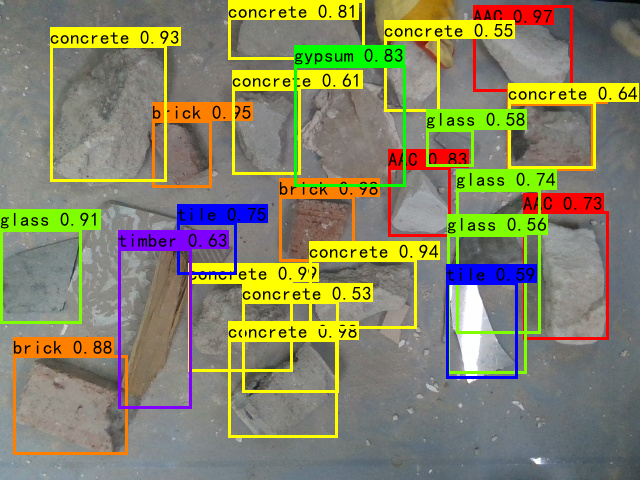 concrete 0.81
AAC 0.97
concrete 0.93
concrete 0.55
gypsum 0.83
concrete 0.61
concrete 0.64
brick 0.95
glass 0.58
AAC 0.83
brick 0.98
glass 0.74
AAC 0.73
glass 0.91
tile 0.75
timber 0.63
glass 0.56
concrete 0.94
concrete 0.99
tile 0.59
concrete 0.53
concrete 0.98
brick 0.88